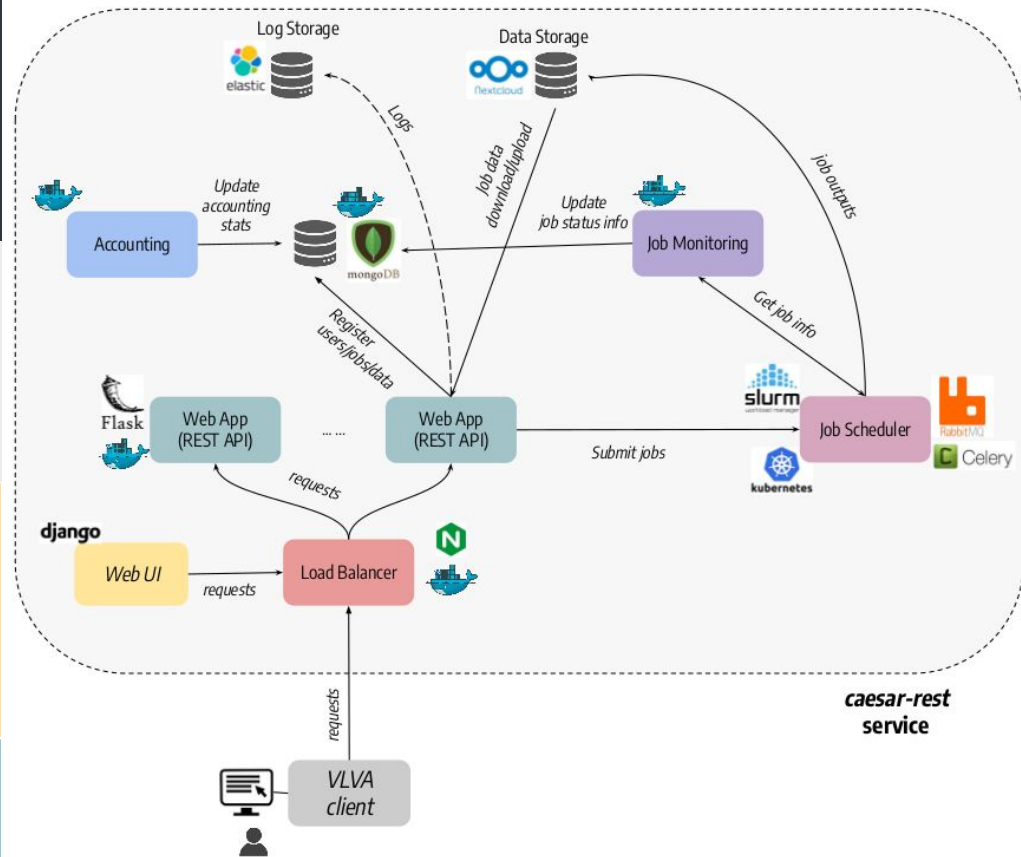 Log Storage
elastic
Data Storage
Nextcloud
Logs
Job data
download/upload
job outputs
Update
accounting
stats
Accounting
mongoDB
Update
job status info
Job Monitoring
Get job info
Register
users/jobs/data
Flask
Web App
(REST API)
... ...
Web App
(REST API)
Submit jobs
slurm
workload manager
kubernetes
Job Scheduler
RabbitMQ
C Celery
requests
django
Web UI
requests
Load Balancer
N
requests
caesar-rest
service
VLVA
client